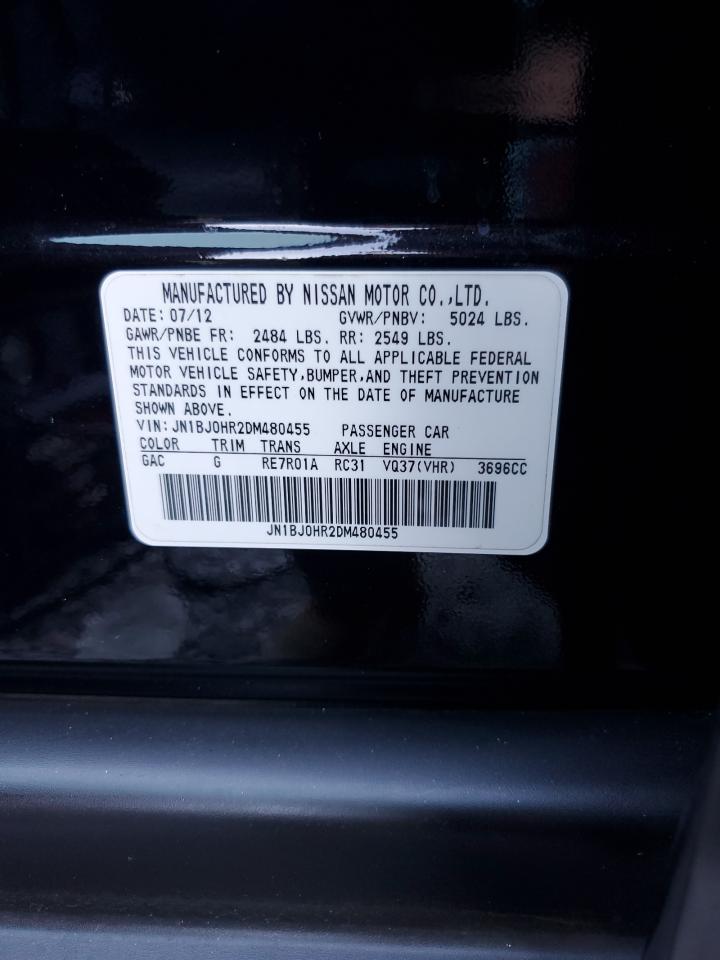 MANUFACTURED BY NISSAN MOTOR CO.,LTD.
DATE: 07/12 GVWR/PNBV: 5024 LBS.
GAWR/PNBE FR: 2484 LBS. RR: 2549 LBS.
THIS VEHICLE CONFORMS TO ALL APPLICABLE FEDERAL
MOTOR VEHICLE SAFETY,BUMPER,AND THEFT PREVENTION
STANDARDS IN EFFECT ON THE DATE OF MANUFACTURE
SHOWN ABOVE.
VIN:JN1BJ0HR2DM480455 PASSENGER CAR
COLOR TRIM TRANS AXLE ENGINE
GAC G RE7R01A RC31 VQ37(VHR) 3696CC
JN1BJ0HR2DM480455